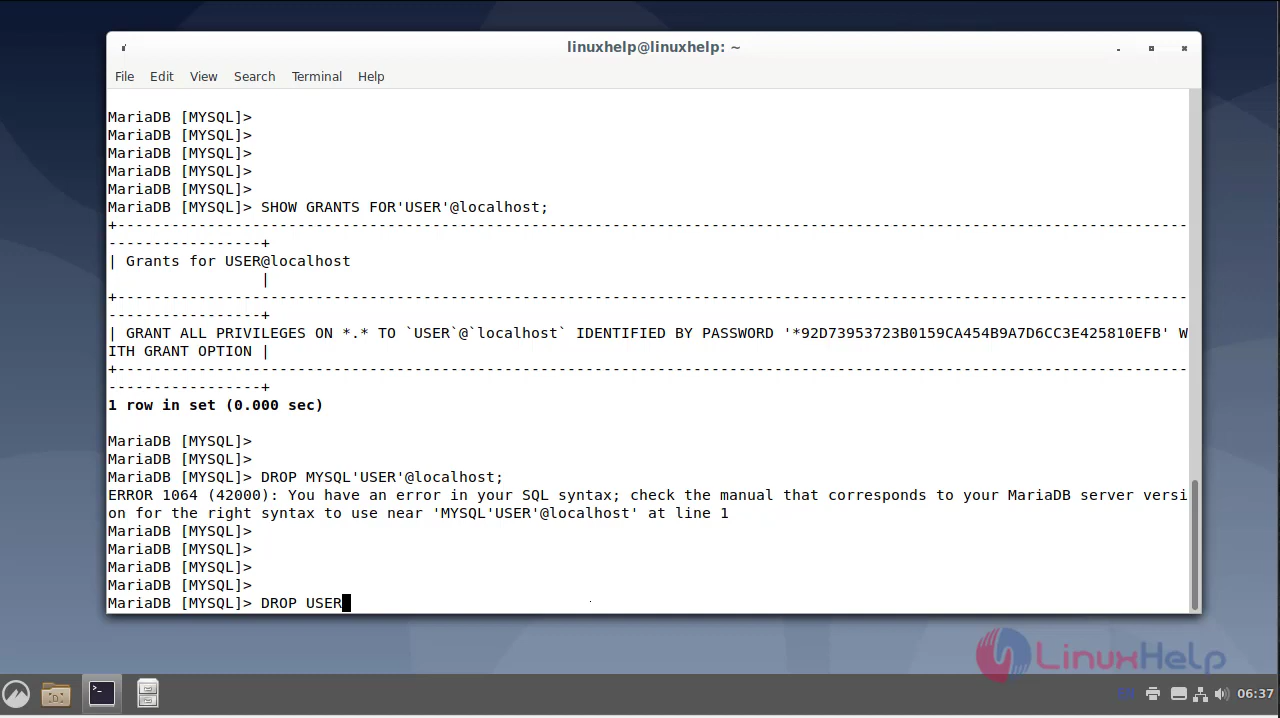 linuxhelp@linuxhelp: ~
File Edit View Search Terminal Help
MariaDB [MYSQL]>
MariaDB [MYSQL]>
MariaDB [MYSQL]>
MariaDB [MYSQL]>
MariaDB [MYSQL]>
MariaDB [MYSQL]> SHOW GRANTS FOR'USER'@localhost;
+------------------------------------------------------------------------------------------------------------------------
-----------------+
| Grants for USER@localhost
                 |
+------------------------------------------------------------------------------------------------------------------------
-----------------+
| GRANT ALL PRIVILEGES ON *.* TO `USER`@`localhost` IDENTIFIED BY PASSWORD '*92D73953723B0159CA454B9A7D6CC3E425810EFB' W
ITH GRANT OPTION |
+------------------------------------------------------------------------------------------------------------------------
-----------------+
1 row in set (0.000 sec)
MariaDB [MYSQL]>
MariaDB [MYSQL]>
MariaDB [MYSQL]> DROP MYSQL'USER'@localhost;
ERROR 1064 (42000): You have an error in your SQL syntax; check the manual that corresponds to your MariaDB server versi
on for the right syntax to use near 'MYSQL'USER'@localhost' at line 1
MariaDB [MYSQL]>
MariaDB [MYSQL]>
MariaDB [MYSQL]>
MariaDB [MYSQL]>
MariaDB [MYSQL]> DROP USER
LinuxHelp
06:37